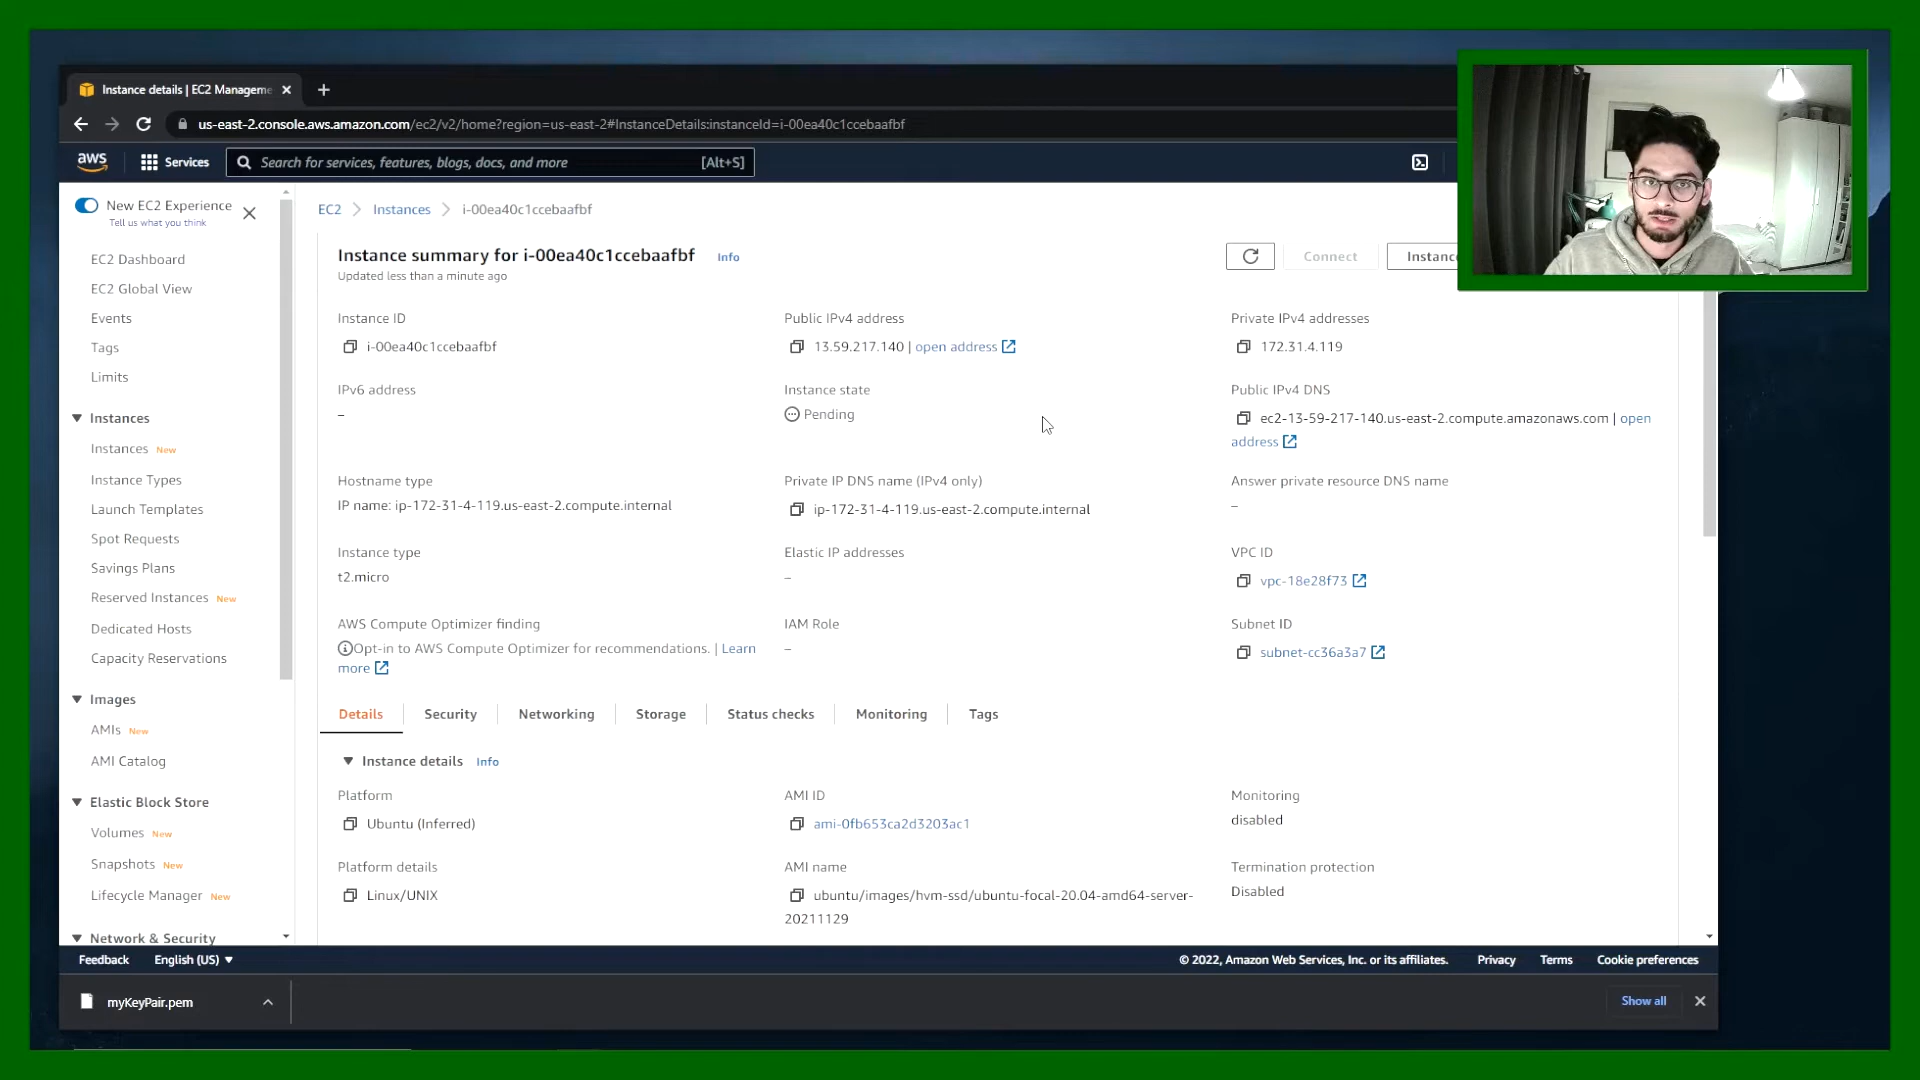 Instance details | EC2 Manageme
us-east-2.console.aws.amazon.com/ec2/v2/home?region=us-east-2#InstanceDetails:instanceId=i-00ea40c1ccebaafbf
aws
Services
Search for services, features, blogs, docs, and more
[Alt+S]
New EC2 Experience
Tell us what you think
EC2 Dashboard
EC2 Global View
Events
Tags
Limits
Instances
Instances New
Instance Types
Launch Templates
Spot Requests
Savings Plans
Reserved Instances New
Dedicated Hosts
Capacity Reservations
Images
AMIs New
AMI Catalog
Elastic Block Store
Volumes New
Snapshots New
Lifecycle Manager New
Network & Security
EC2 > Instances > i-00ea40c1ccebaafbf
Instance summary for i-00ea40c1ccebaafbf Info
Updated less than a minute ago
Connect
Instanc
Instance ID
i-00ea40c1ccebaafbf
Public IPv4 address
13.59.217.140 | open address
Private IPv4 addresses
172.31.4.119
IPv6 address
–
Instance state
Pending
Public IPv4 DNS
ec2-13-59-217-140.us-east-2.compute.amazonaws.com | open
address
Hostname type
IP name: ip-172-31-4-119.us-east-2.compute.internal
Private IP DNS name (IPv4 only)
ip-172-31-4-119.us-east-2.compute.internal
Answer private resource DNS name
–
Instance type
t2.micro
Elastic IP addresses
–
VPC ID
vpc-18e28f73
AWS Compute Optimizer finding
Opt-in to AWS Compute Optimizer for recommendations. | Learn
more
IAM Role
–
Subnet ID
subnet-cc36a3a7
Details
Security
Networking
Storage
Status checks
Monitoring
Tags
Instance details Info
Platform
Ubuntu (Inferred)
AMI ID
ami-0fb653ca2d3203ac1
Monitoring
disabled
Platform details
Linux/UNIX
AMI name
ubuntu/images/hvm-ssd/ubuntu-focal-20.04-amd64-server-
20211129
Termination protection
Disabled
Feedback
English (US)
© 2022, Amazon Web Services, Inc. or its affiliates.
Privacy
Terms
Cookie preferences
myKeyPair.pem
Show all